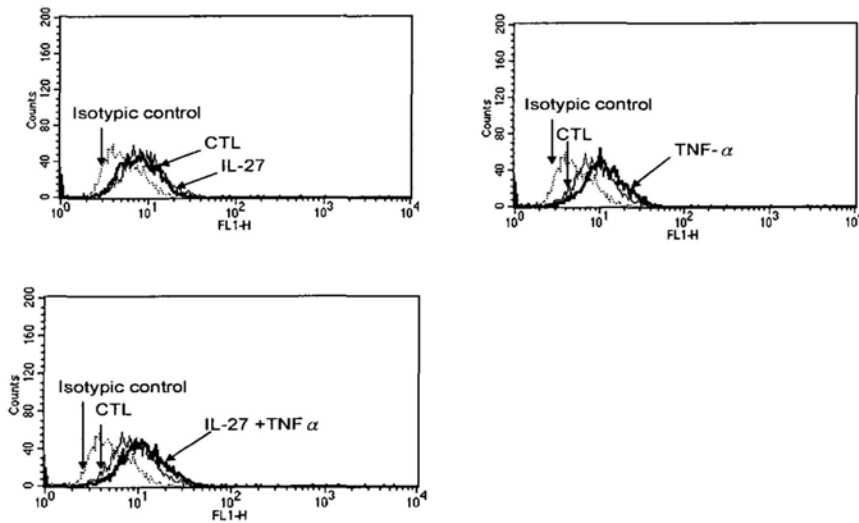 200
160
120
80
40
0
Counts
Isotypic control
CTL
IL-27
10^0 10^1 10^2 10^3 10^4
FL1-H
200
160
120
80
40
0
Counts
Isotypic control
CTL
TNF-α
10^0 10^1 10^2 10^3
FL1-H
200
160
120
80
40
0
Counts
Isotypic control
CTL
IL-27 +TNF α
10^0 10^1 10^2 10^3 10^4
FL1-H